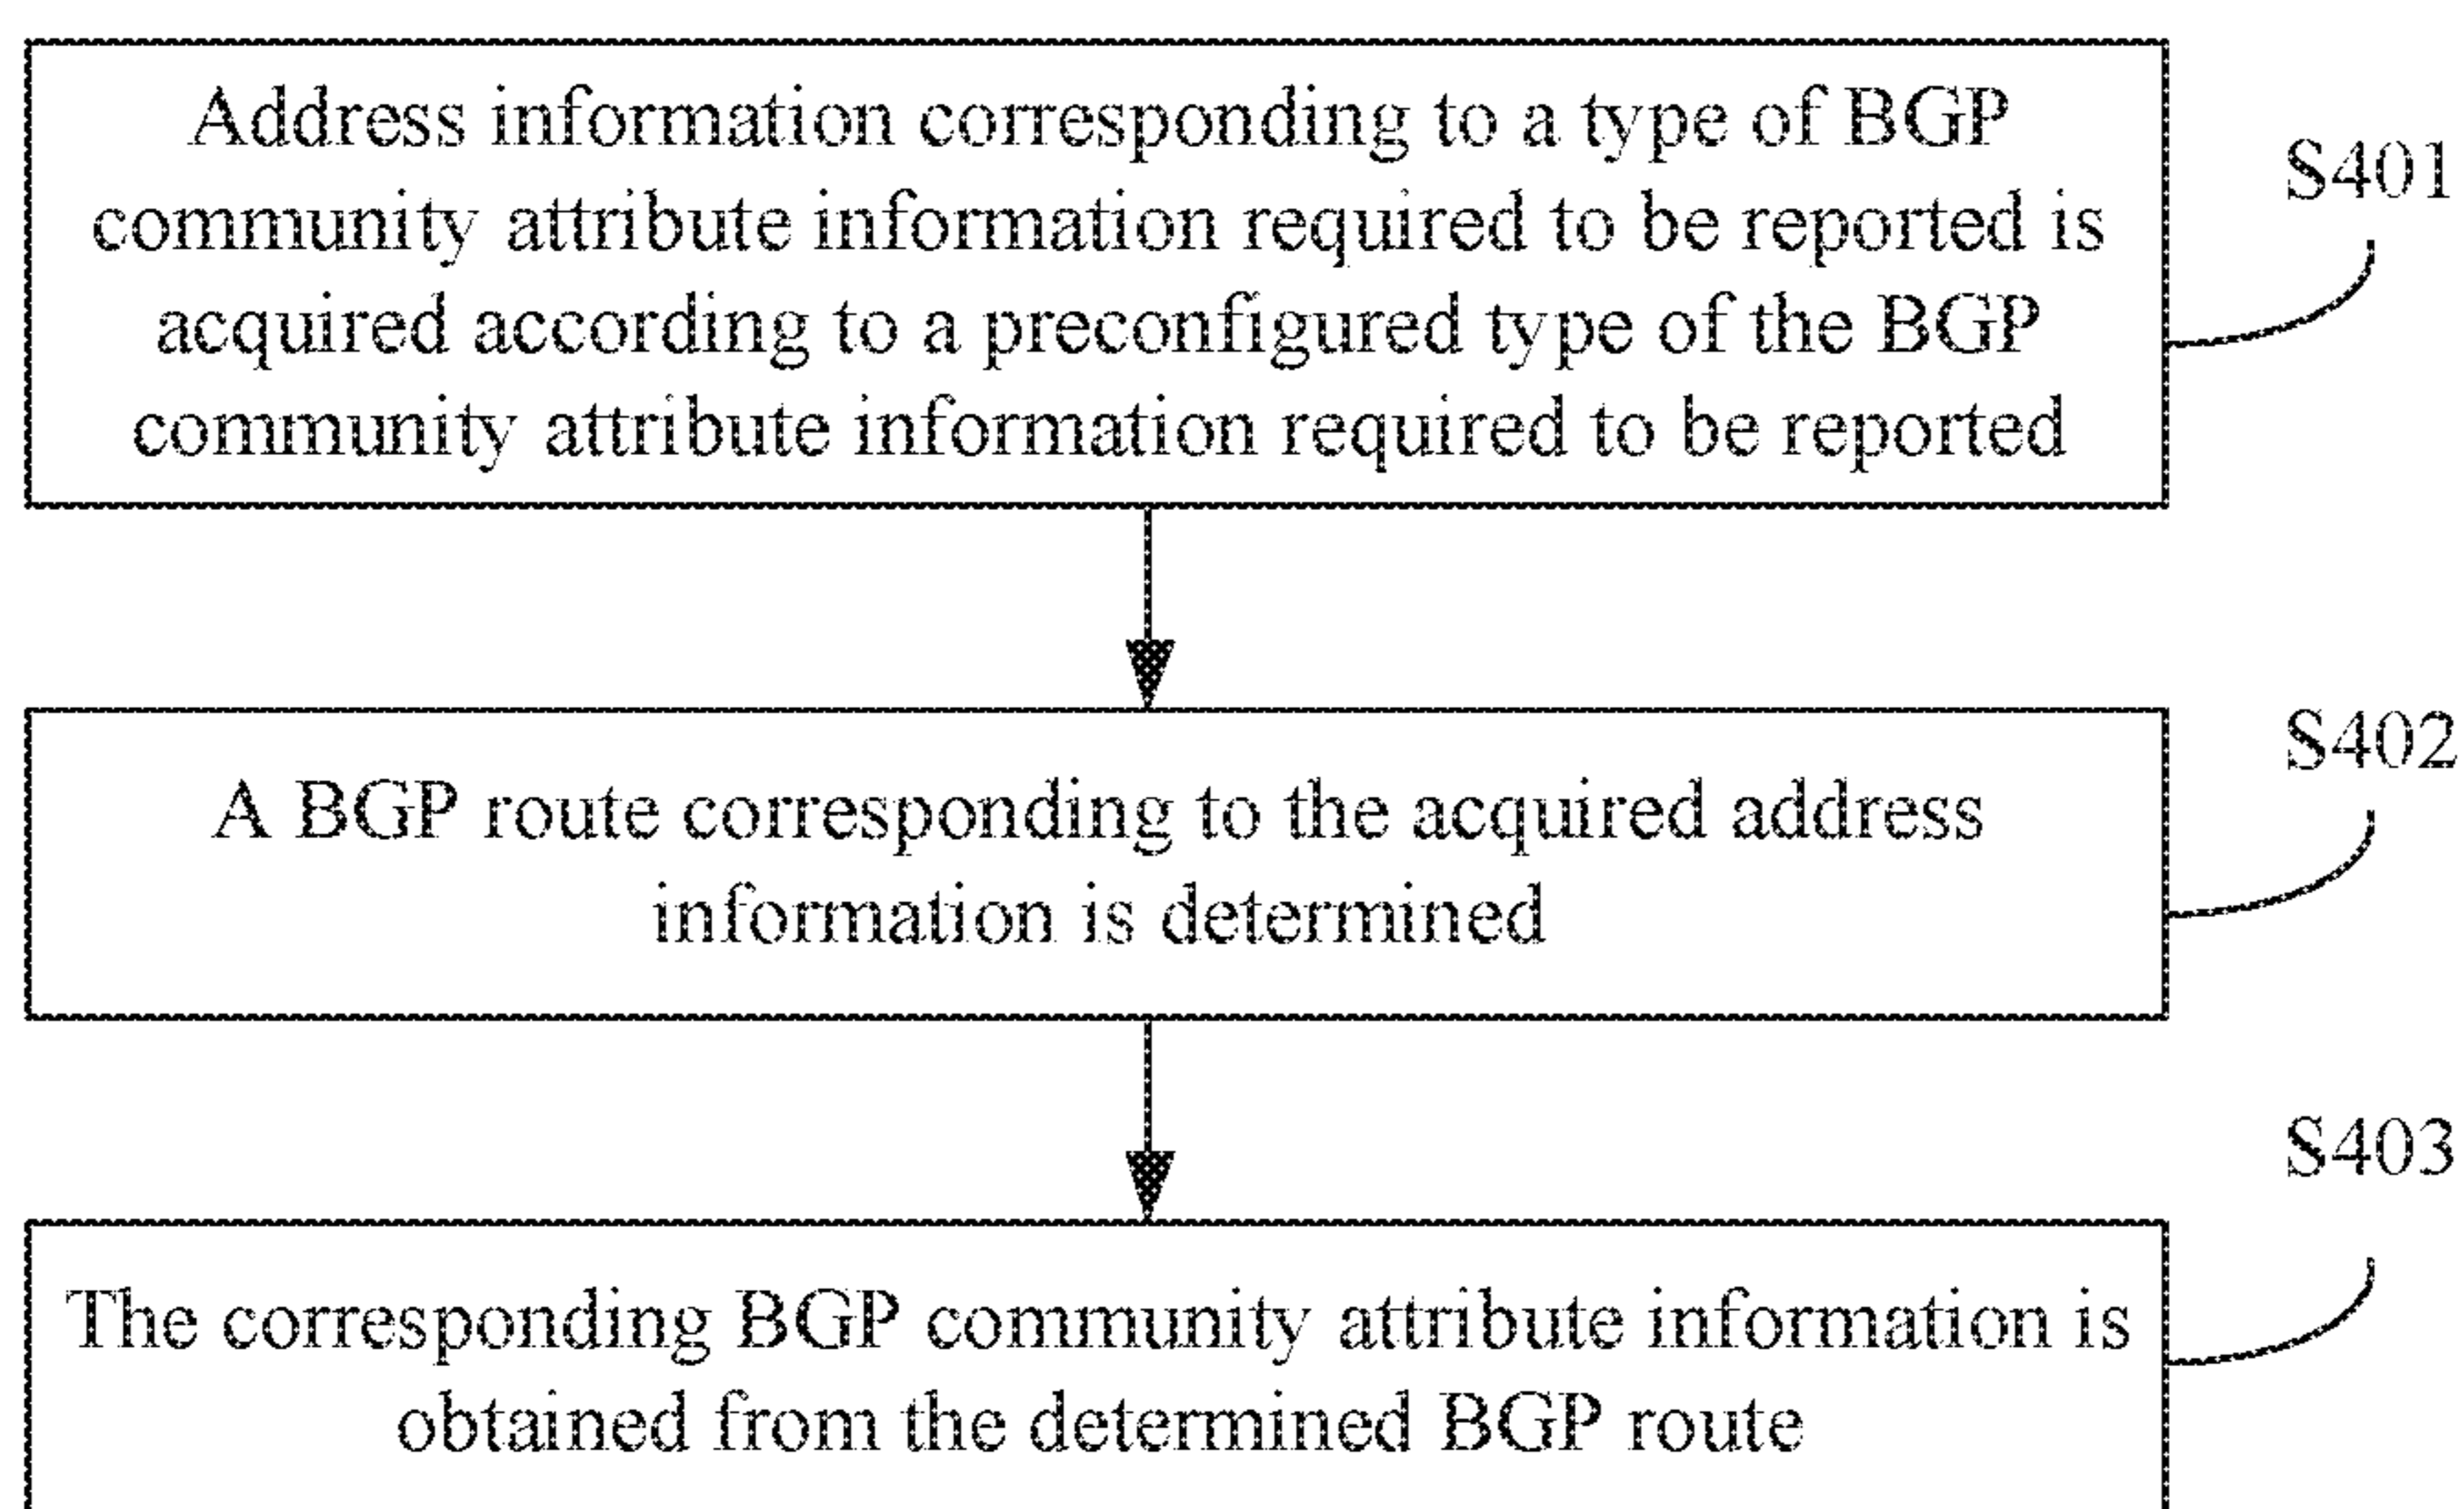 Address information corresponding to a type of BGP
community attribute information required to be reported is
acquired according to a preconfigured type of the BGP
community attribute information required to be reported
S401
A BGP route corresponding to the acquired address
information is determined
S402
The corresponding BGP community attribute information is
obtained from the determined BGP route
S403